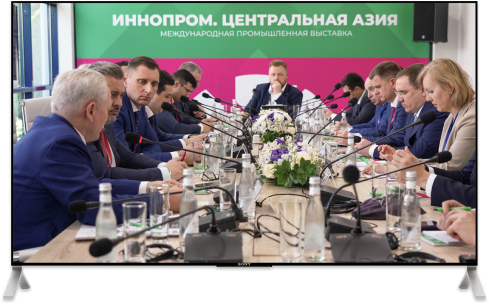 ИННОПРОМ. ЦЕНТРАЛЬНАЯ АЗИЯ
МЕЖДУНАРОДНАЯ ПРОМЫШЛЕННАЯ ВЫСТАВКА
SONY